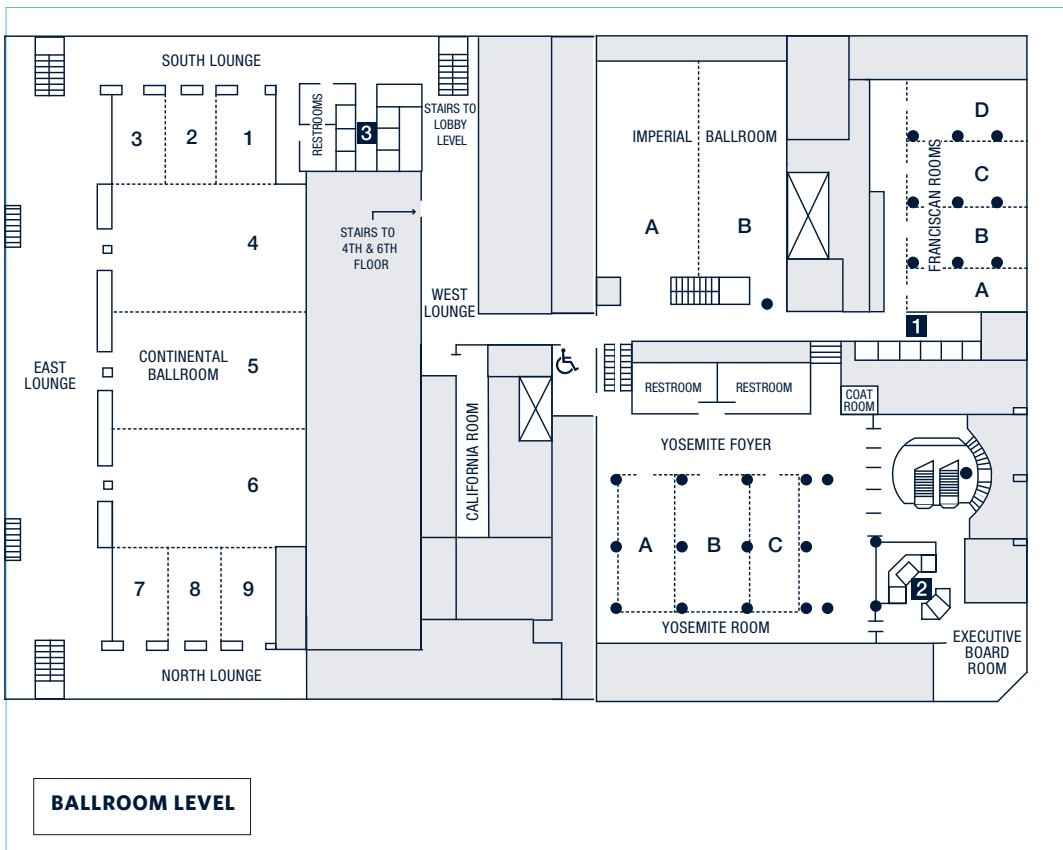 SOUTH LOUNGE
3
2
1
RESTROOMS
3
STAIRS TO
LOBBY
LEVEL
IMPERIAL BALLROOM
A
B
D
C
B
A
FRANCISCAN ROOMS
1
4
STAIRS TO
4TH & 6TH
FLOOR
WEST
LOUNGE
EAST
LOUNGE
CONTINENTAL
BALLROOM
5
6
CALIFORNIA ROOM
RESTROOM
RESTROOM
COAT
ROOM
YOSEMITE FOYER
A
B
C
YOSEMITE ROOM
2
EXECUTIVE
BOARD
ROOM
7
8
9
NORTH LOUNGE
BALLROOM LEVEL